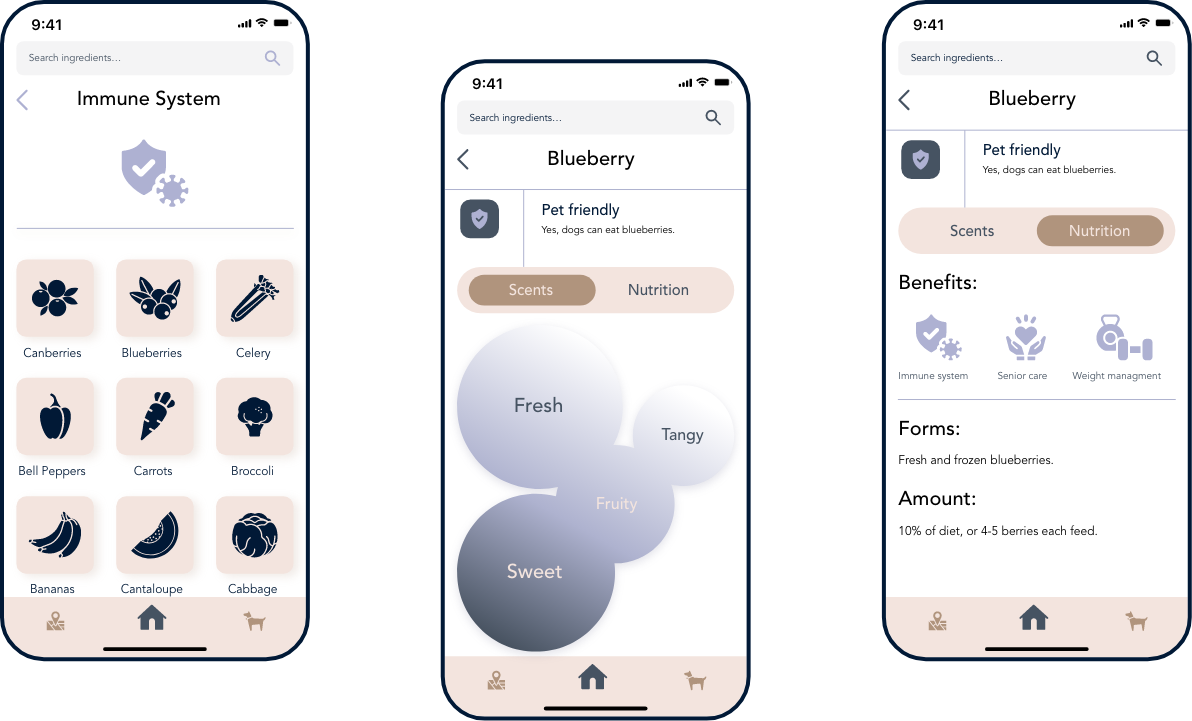 9:41
Search ingredients...
Immune System
Canberries
Blueberries
Celery
Bell Peppers
Carrots
Broccoli
Bananas
Cantaloupe
Cabbage
9:41
Search ingredients...
Blueberry
Pet friendly
Yes, dogs can eat blueberries.
Scents
Nutrition
Fresh
Tangy
Fruity
Sweet
9:41
Search ingredients...
Blueberry
Pet friendly
Yes, dogs can eat blueberries.
Scents
Nutrition
Benefits:
Immune system
Senior care
Weight managment
Forms:
Fresh and frozen blueberries.
Amount:
10% of diet, or 4-5 berries each feed.